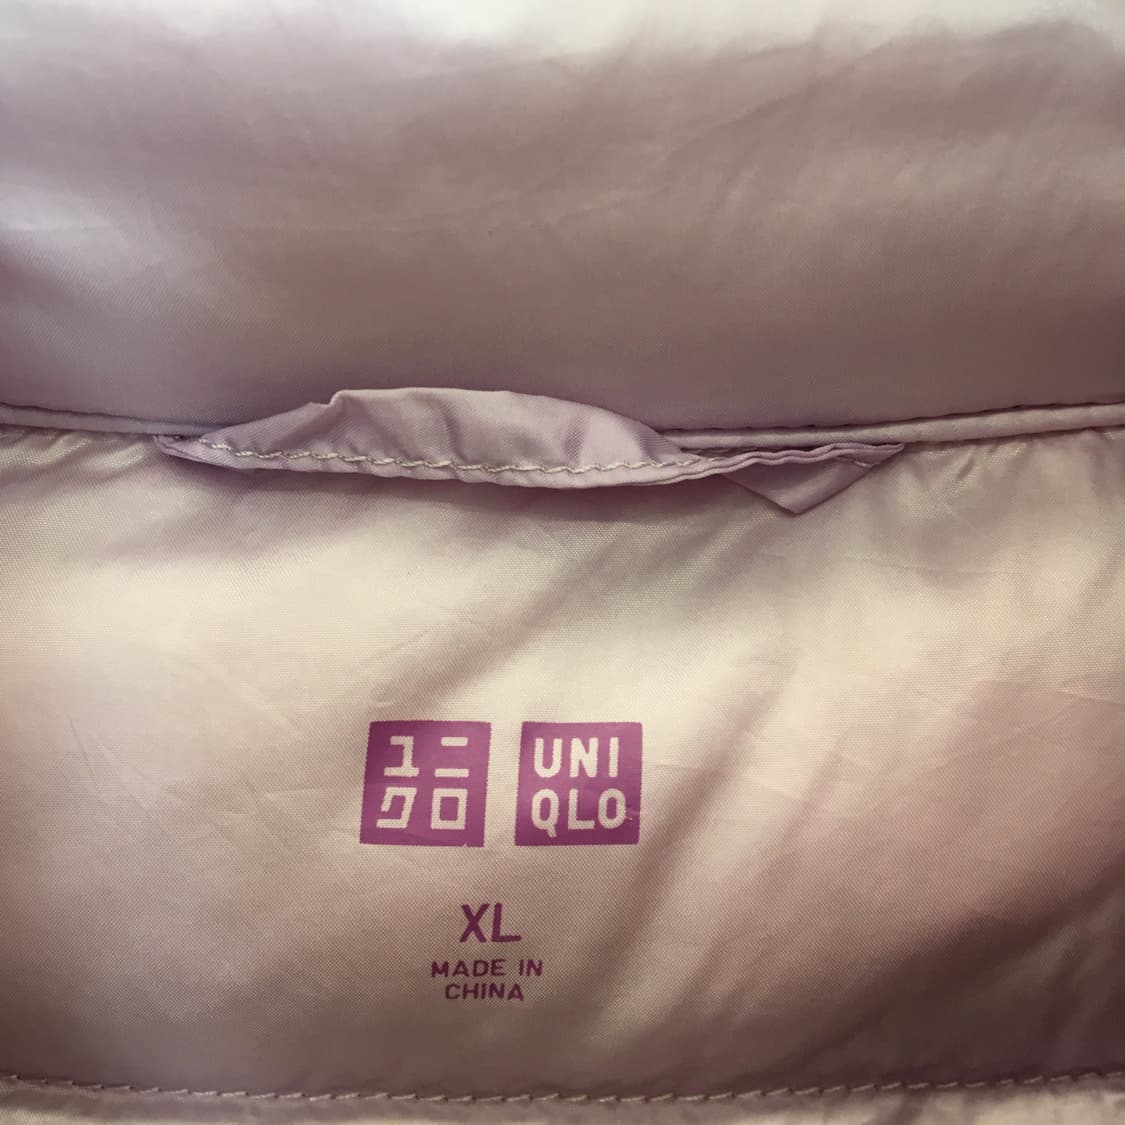 ユニ
クロ
UNI
QLO
XL
MADE IN
CHINA